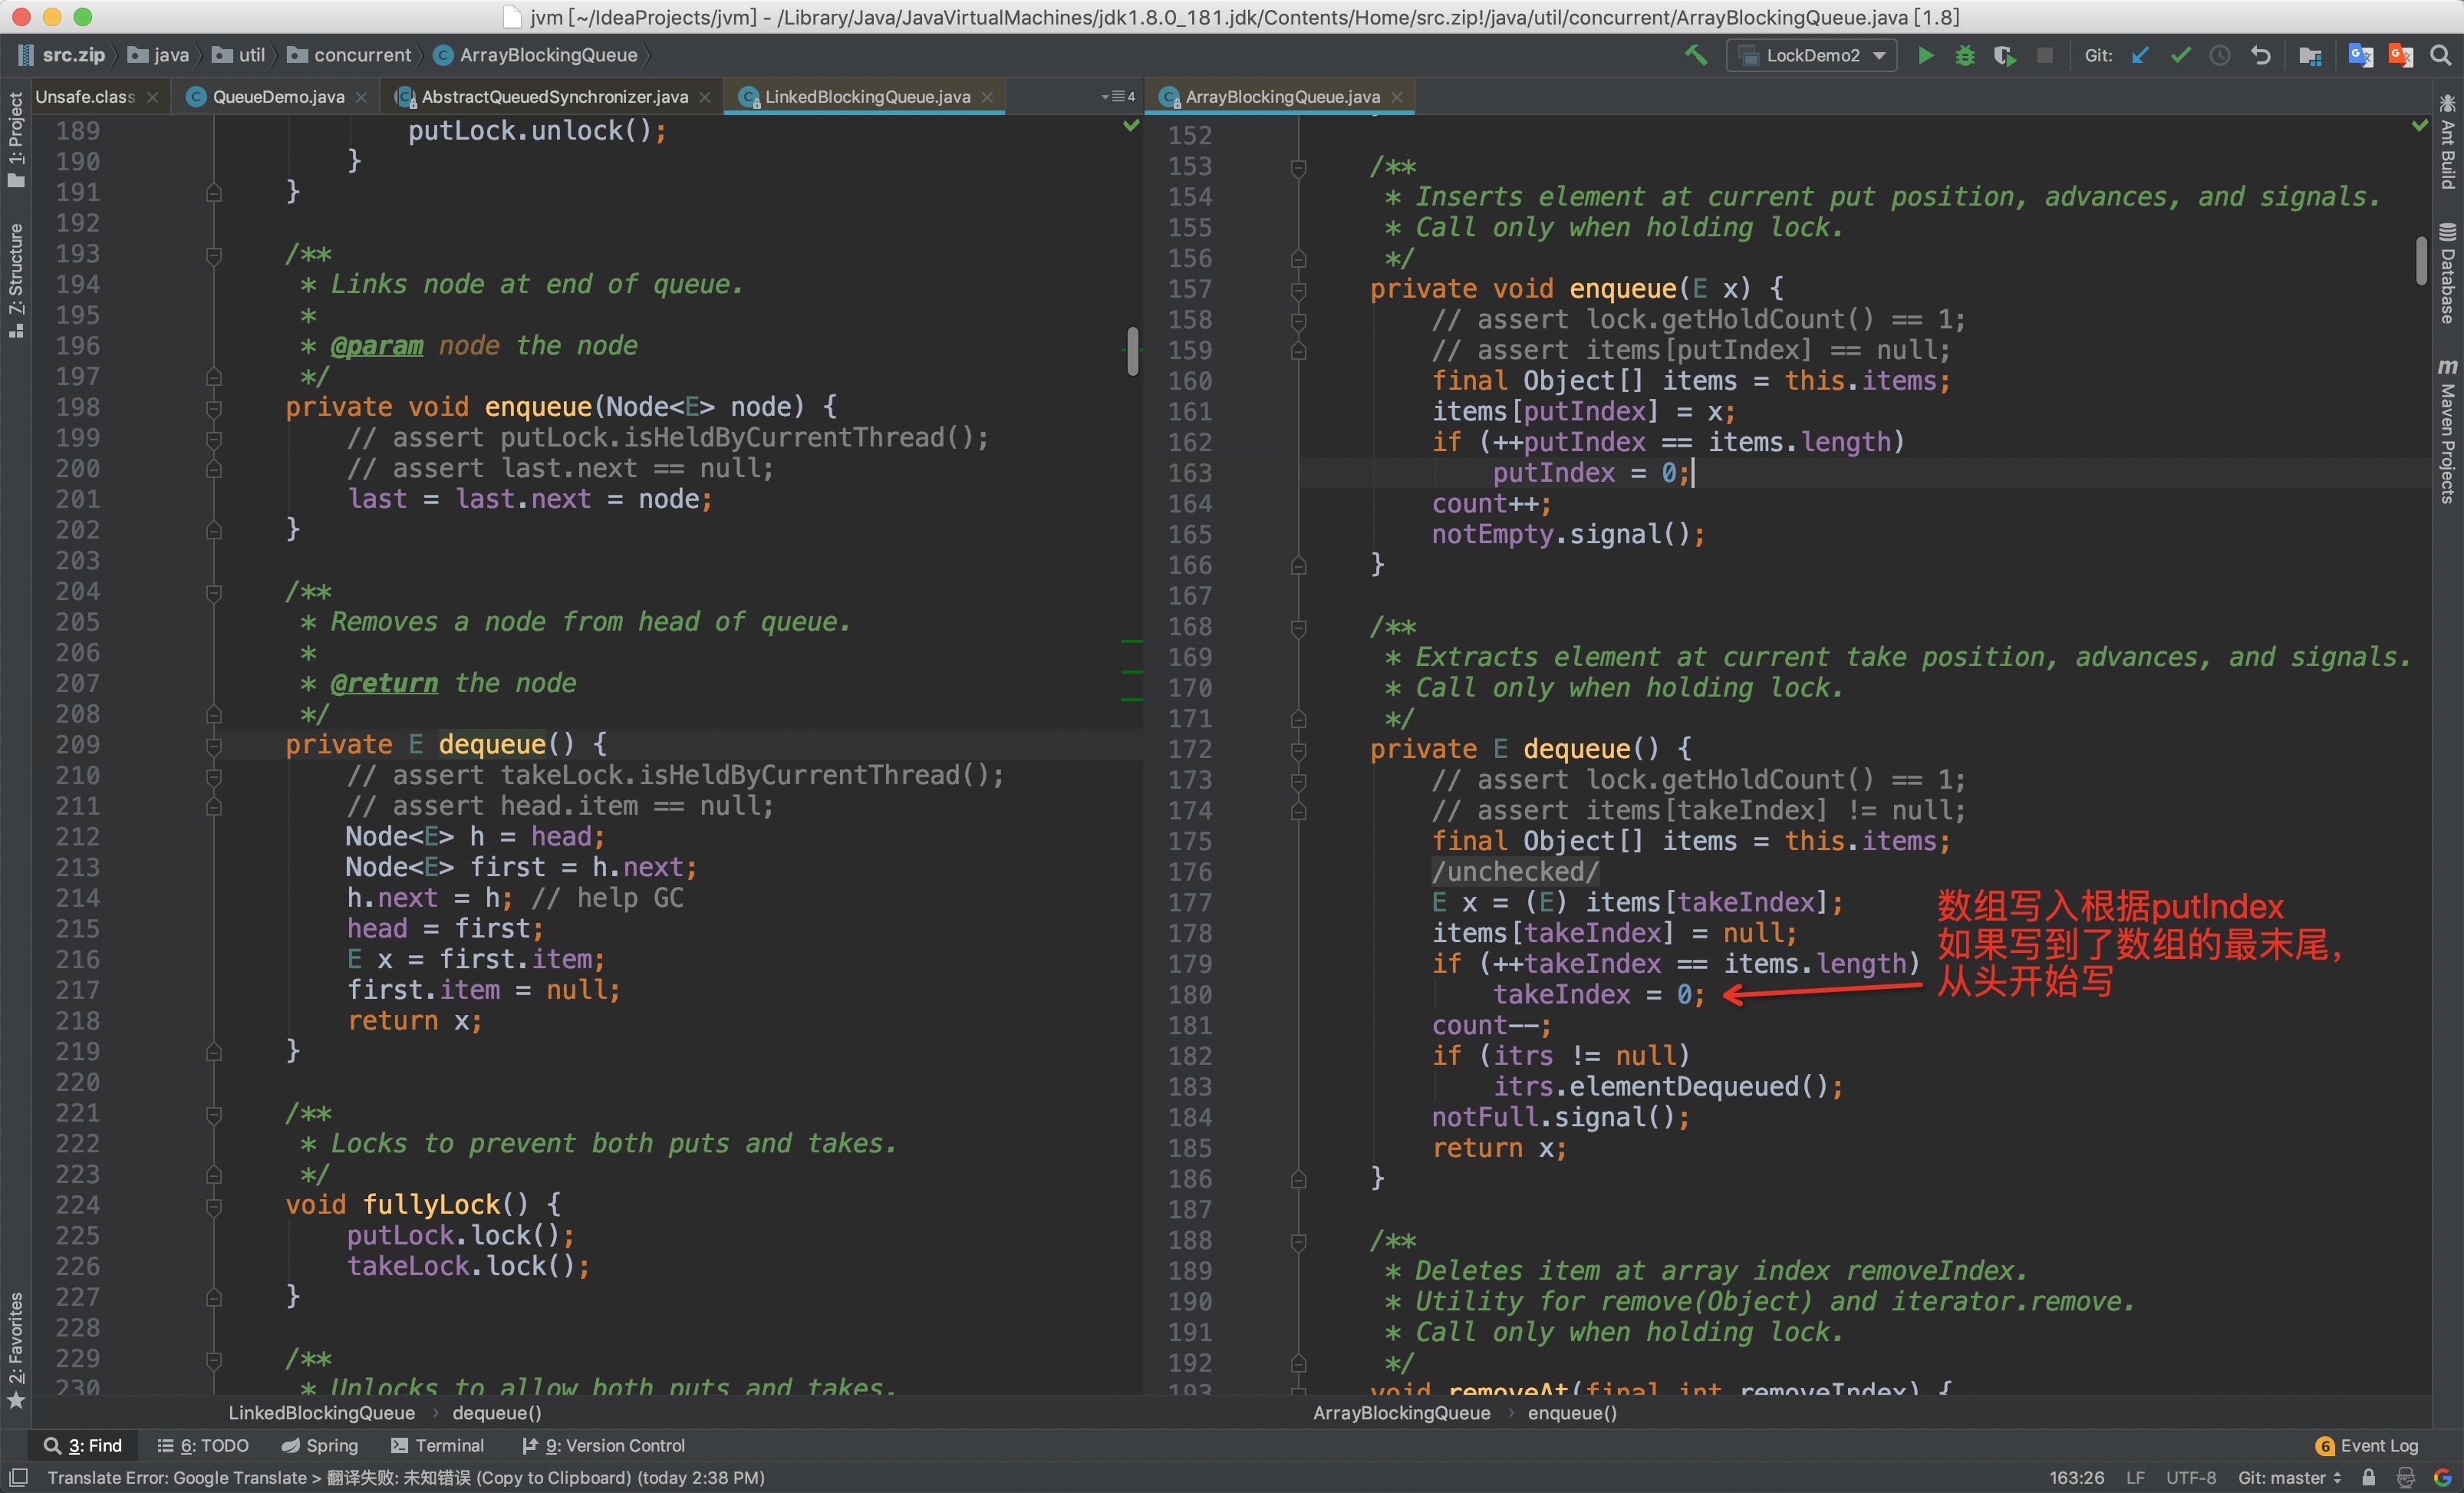 jvm [~/IdeaProjects/jvm] - /Library/Java/JavaVirtualMachines/jdk1.8.0_181.jdk/Contents/Home/src.zip!/java/util/concurrent/ArrayBlockingQueue.java [1.8]
src.zip java util concurrent ArrayBlockingQueue
LockDemo2 Git:
Unsafe.class QueueDemo.java AbstractQueuedSynchronizer.java LinkedBlockingQueue.java 4
ArrayBlockingQueue.java
1: Project
7: Structure
2: Favorites
189 putLock.unlock();
190 }
191 }
192
193 /**
194 * Links node at end of queue.
195 *
196 * @param node the node
197 */
198 private void enqueue(Node<E> node) {
199 // assert putLock.isHeldByCurrentThread();
200 // assert last.next == null;
201 last = last.next = node;
202 }
203
204 /**
205 * Removes a node from head of queue.
206 *
207 * @return the node
208 */
209 private E dequeue() {
210 // assert takeLock.isHeldByCurrentThread();
211 // assert head.item == null;
212 Node<E> h = head;
213 Node<E> first = h.next;
214 h.next = h; // help GC
215 head = first;
216 E x = first.item;
217 first.item = null;
218 return x;
219 }
220
221 /**
222 * Locks to prevent both puts and takes.
223 */
224 void fullyLock() {
225 putLock.lock();
226 takeLock.lock();
227 }
228
229 /**
230 * Unlocks to allow both puts and takes.
LinkedBlockingQueue › dequeue()
152
153 /**
154 * Inserts element at current put position, advances, and signals.
155 * Call only when holding lock.
156 */
157 private void enqueue(E x) {
158 // assert lock.getHoldCount() == 1;
159 // assert items[putIndex] == null;
160 final Object[] items = this.items;
161 items[putIndex] = x;
162 if (++putIndex == items.length)
163 putIndex = 0;
164 count++;
165 notEmpty.signal();
166 }
167
168 /**
169 * Extracts element at current take position, advances, and signals.
170 * Call only when holding lock.
171 */
172 private E dequeue() {
173 // assert lock.getHoldCount() == 1;
174 // assert items[takeIndex] != null;
175 final Object[] items = this.items;
176 /unchecked/
177 E x = (E) items[takeIndex];
178 items[takeIndex] = null;
179 if (++takeIndex == items.length)
180 takeIndex = 0;
181 count--;
182 if (itrs != null)
183 itrs.elementDequeued();
184 notFull.signal();
185 return x;
186 }
187
188 /**
189 * Deletes item at array index removeIndex.
190 * Utility for remove(Object) and iterator.remove.
191 * Call only when holding lock.
192 */
193 void removeAt(final int removeIndex) {
数组写入根据putIndex
如果写到了数组的最末尾，
从头开始写
ArrayBlockingQueue › enqueue()
Ant Build
Database
m Maven Projects
3: Find 6: TODO Spring Terminal 9: Version Control 6 Event Log
Translate Error: Google Translate > 翻译失败: 未知错误 (Copy to Clipboard) (today 2:38 PM) 163:26 LF UTF-8 Git: master